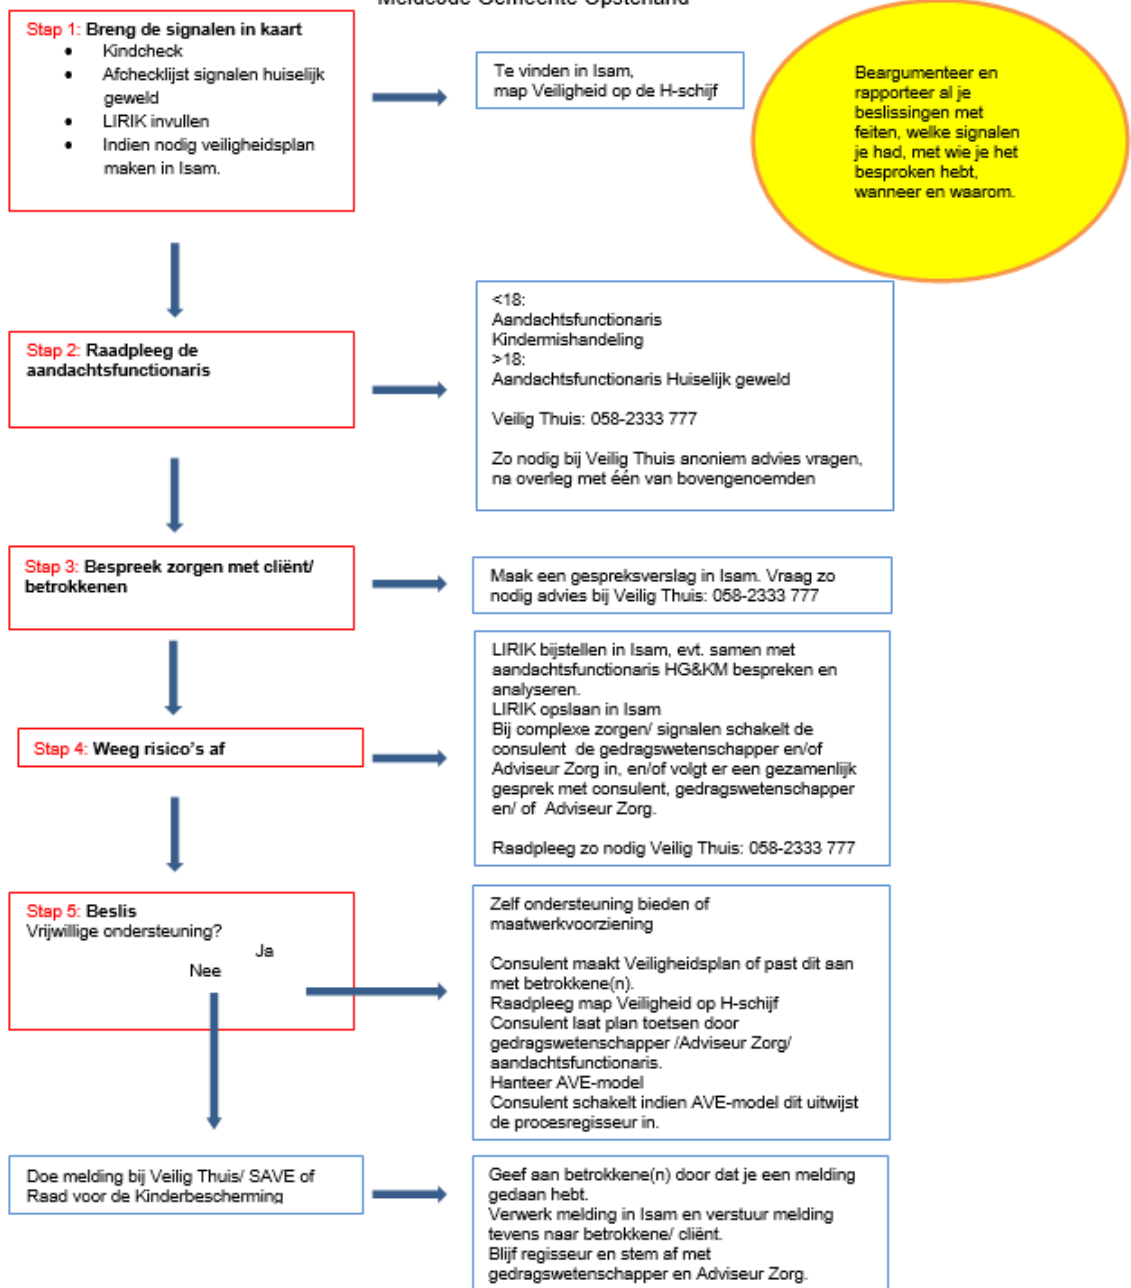 Meldcode Gemeente Opsterland
Stap 1: Breng de signalen in kaart
• Kindcheck
• Afchecklijst signalen huiselijk
geweld
• LIRIK invullen
• Indien nodig veiligheidsplan
maken in Isam.
Te vinden in Isam,
map Veiligheid op de H-schijf
Beargumenteer en
rapporteer al je
beslissingen met
feiten, welke signalen
je had, met wie je het
besproken hebt,
wanneer en waarom.
Stap 2: Raadpleeg de
aandachtsfunctionaris
<18:
Aandachtsfunctionaris
Kindermishandeling
>18:
Aandachtsfunctionaris Huiselijk geweld
Veilig Thuis: 058-2333 777
Zo nodig bij Veilig Thuis anoniem advies vragen,
na overleg met één van bovengenoemden
Stap 3: Bespreek zorgen met cliënt/
betrokkenen
Maak een gespreksverslag in Isam. Vraag zo
nodig advies bij Veilig Thuis: 058-2333 777
Stap 4: Weeg risico's af
LIRIK bijstellen in Isam, evt. samen met
aandachtsfunctionaris HG&KM bespreken en
analyseren.
LIRIK opslaan in Isam
Bij complexe zorgen/ signalen schakelt de
consulent de gedragswetenschapper en/of
Adviseur Zorg in, en/of volgt er een gezamenlijk
gesprek met consulent, gedragswetenschapper
en/ of Adviseur Zorg.
Raadpleeg zo nodig Veilig Thuis: 058-2333 777
Stap 5: Beslis
Vrijwillige ondersteuning?
Ja
Nee
Zelf ondersteuning bieden of
maatwerkvoorziening
Consulent maakt Veiligheidsplan of past dit aan
met betrokkene(n).
Raadpleeg map Veiligheid op H-schijf
Consulent laat plan toetsen door
gedragswetenschapper /Adviseur Zorg/
aandachtsfunctionaris.
Hanteer AVE-model
Consulent schakelt indien AVE-model dit uitwijst
de procesregisseur in.
Doe melding bij Veilig Thuis/ SAVE of
Raad voor de Kinderbescherming
Geef aan betrokkene(n) door dat je een melding
gedaan hebt.
Verwerk melding in Isam en verstuur melding
tevens naar betrokkene/ cliënt.
Blijf regisseur en stem af met
gedragswetenschapper en Adviseur Zorg.